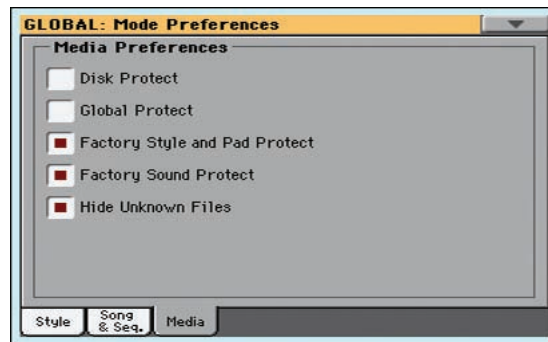 GLOBAL: Mode Preferences
Media Preferences
Disk Protect
Global Protect
Factory Style and Pad Protect
Factory Sound Protect
Hide Unknown Files
Style
Song
& Seq.
Media